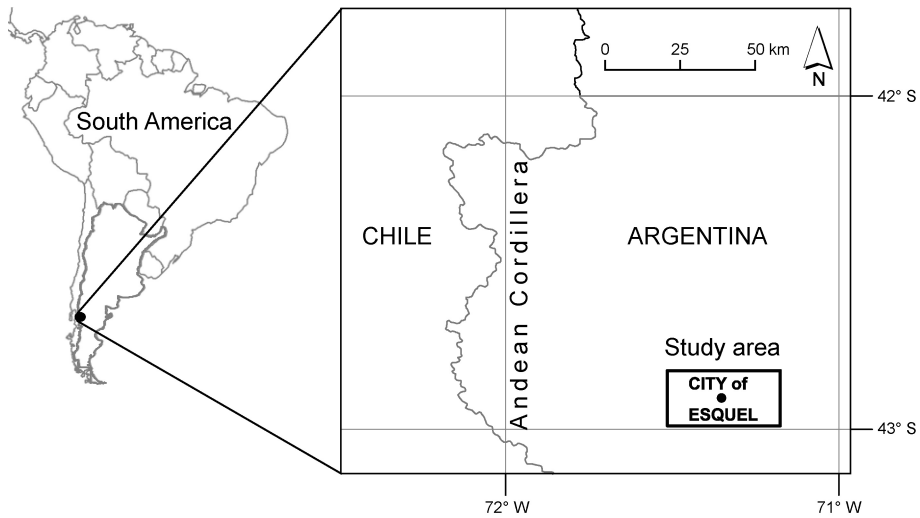 South America
0 25 50 km
N
42° S
CHILE
Andean Cordillera
ARGENTINA
Study area
CITY of
ESQUEL
43° S
72° W
71° W